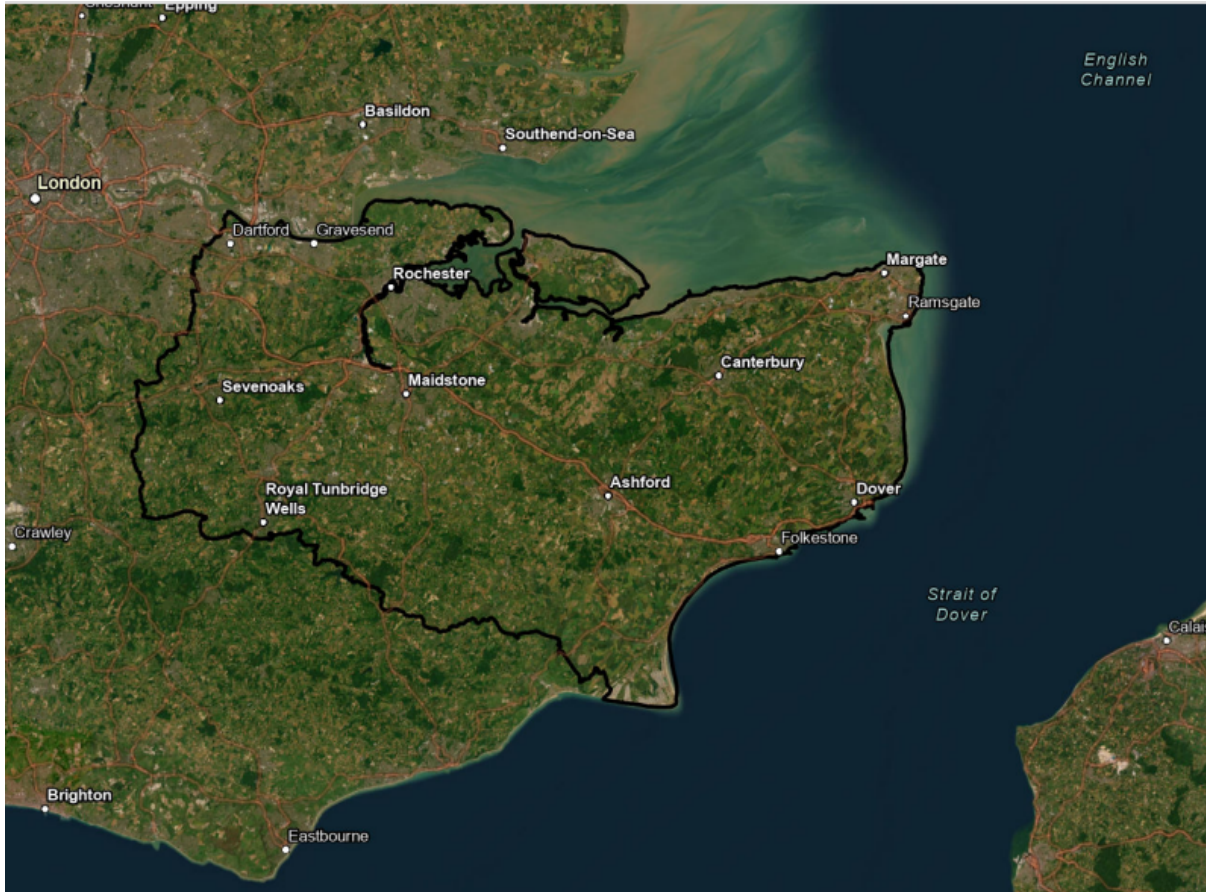 Epping
English
Channel
Basildon
Southend-on-Sea
London
Dartford
Gravesend
Margate
Rochester
Ramsgate
Canterbury
Sevenoaks
Maidstone
Royal Tunbridge
Wells
Ashford
Dover
Crawley
Folkestone
Strait of
Dover
Calais
Brighton
Eastbourne